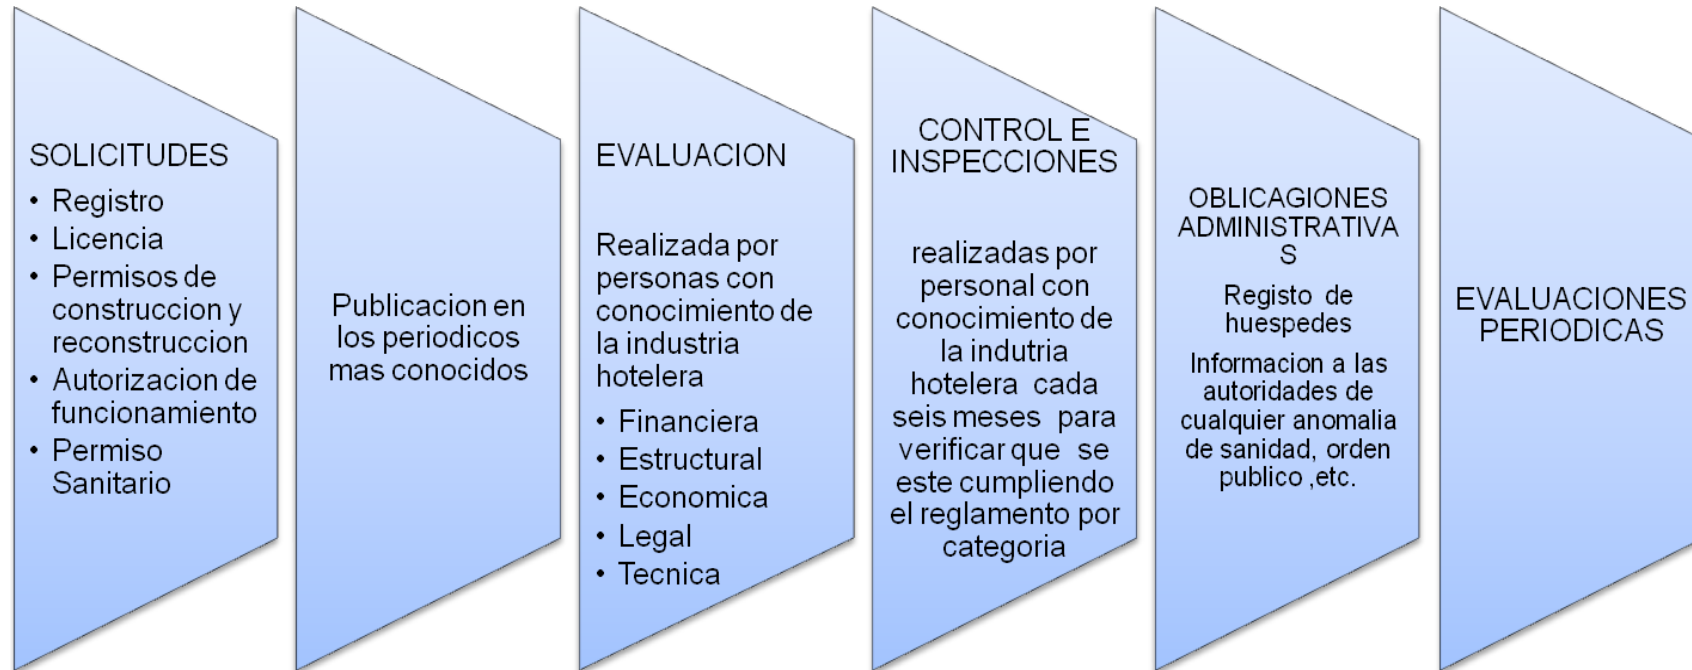 SOLICITUDES
• Registro
• Licencia
• Permisos de
construccion y
reconstruccion
• Autorizacion de
funcionamiento
• Permiso
Sanitario
Publicacion en
los periodicos
mas conocidos
EVALUACION
Realizada por
personas con
conocimiento de
la industria
hotelera
• Financiera
• Estructural
• Economica
• Legal
• Tecnica
CONTROL E
INSPECCIONES
realizadas por
personal con
conocimiento de
la indutria
hotelera cada
seis meses para
verificar que se
este cumpliendo
el reglamento por
categoria
OBLICAGIONES
ADMINISTRATIVA
S
Registo de
huespedes
Informacion a las
autoridades de
cualquier anomalia
de sanidad, orden
publico ,etc.
EVALUACIONES
PERIODICAS